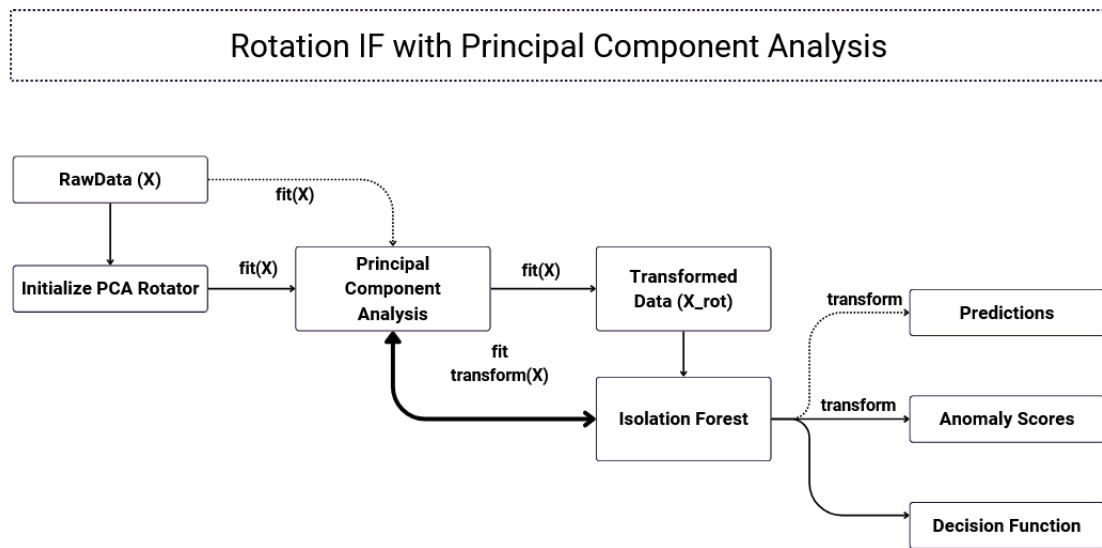 Rotation IF with Principal Component Analysis
RawData (X)
fit(X)
Initialize PCA Rotator
fit(X)
Principal
Component
Analysis
fit(X)
Transformed
Data (X_rot)
transform
Predictions
fit
transform(X)
Isolation Forest
transform
Anomaly Scores
Decision Function